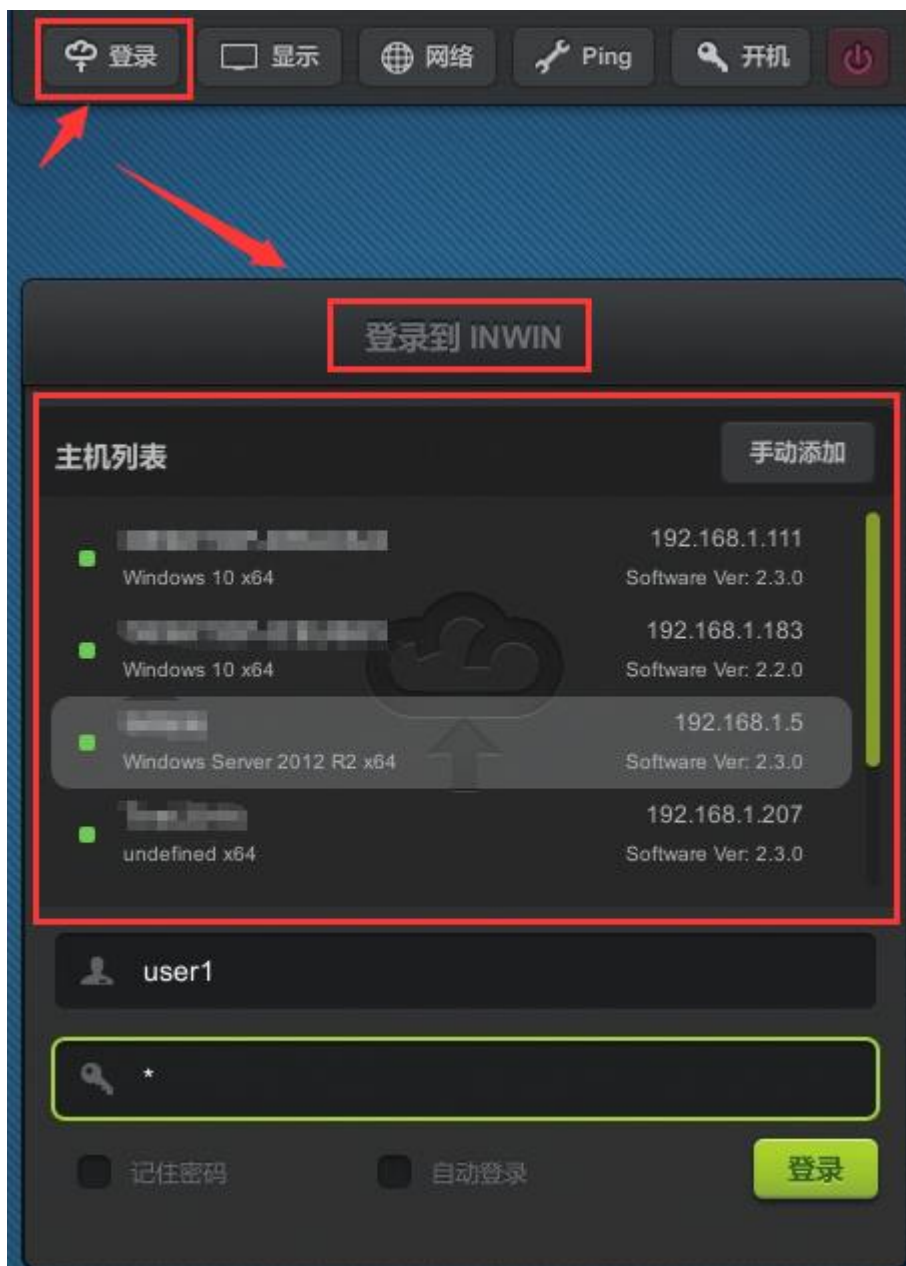 登录 显示 网络 Ping 开机
登录到 INWIN
主机列表 手动添加
192.168.1.111
Windows 10 x64 Software Ver: 2.3.0
192.168.1.183
Windows 10 x64 Software Ver: 2.2.0
192.168.1.5
Windows Server 2012 R2 x64 Software Ver: 2.3.0
192.168.1.207
undefined x64 Software Ver: 2.3.0
user1
*
记住密码 自动登录 登录